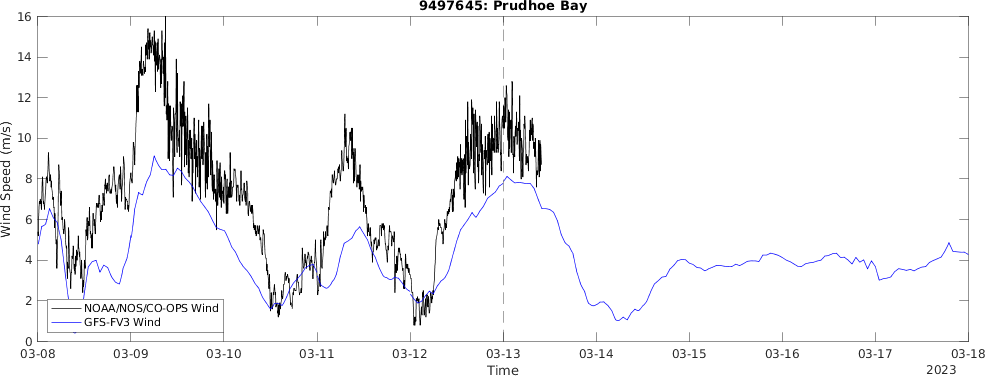 9497645: Prudhoe Bay
16
14
12
10
8
6
4
2
0
Wind Speed (m/s)
NOAA/NOS/CO-OPS Wind
GFS-FV3 Wind
03-08 03-09 03-10 03-11 03-12 03-13 03-14 03-15 03-16 03-17 03-18
Time
2023